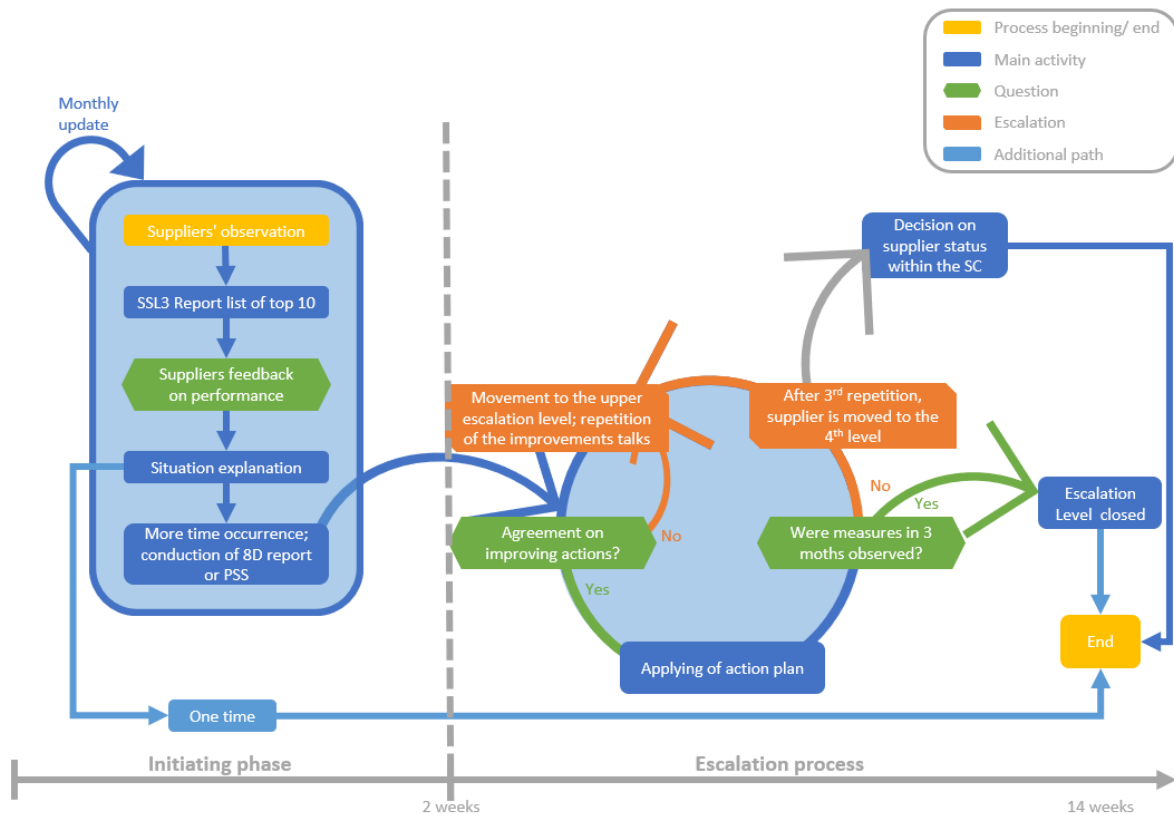 Process beginning/ end
Main activity
Question
Escalation
Additional path
Monthly
update
Suppliers' observation
SSL3 Report list of top 10
Suppliers feedback
on performance
Situation explanation
More time occurrence;
conduction of 8D report
or PSS
One time
Movement to the upper
escalation level; repetition
of the improvements talks
Agreement on
improving actions?
No
Yes
Applying of action plan
After 3rd repetition,
supplier is moved to the
4th level
No
Yes
Were measures in 3
moths observed?
Decision on
supplier status
within the SC
Escalation
Level closed
End
Initiating phase
Escalation process
2 weeks
14 weeks